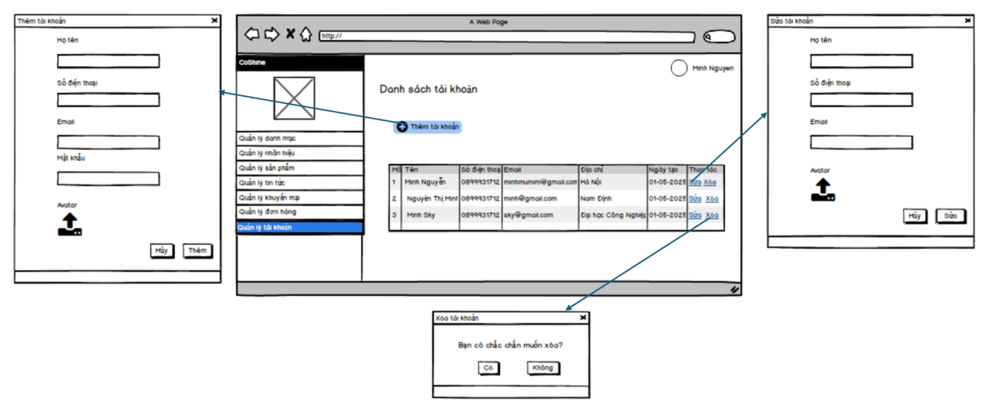 Thêm tài khoản
Họ tên
Số điện thoại
Email
Mật khẩu
Avatar
Hủy Thêm
A Web Page
http://
CoShine
Minh Nguyen
Danh sách tài khoản
Thêm tài khoản
Quản lý danh mục
Quản lý nhãn hiệu
Quản lý sản phẩm
Quản lý tin tức
Quản lý khuyến mại
Quản lý đơn hàng
Quản lý tài khoản
Mã Tên Số điện thoại Email Địa chỉ Ngày tạo Thao tác
1 Minh Nguyễn 0899931712 minhmumim@gmail.com Hà Nội 01-05-2025 Sửa Xóa
2 Nguyễn Thị Minh 0899931712 minh@gmail.com Nam Định 01-05-2025 Sửa Xóa
3 Minh Sky 0899931712 sky@gmail.com Đại học Công Nghiệp 01-05-2025 Sửa Xóa
Sửa tài khoản
Họ tên
Số điện thoại
Email
Avatar
Hủy Sửa
Xóa tài khoản
Bạn có chắc chắn muốn xóa?
Có Không